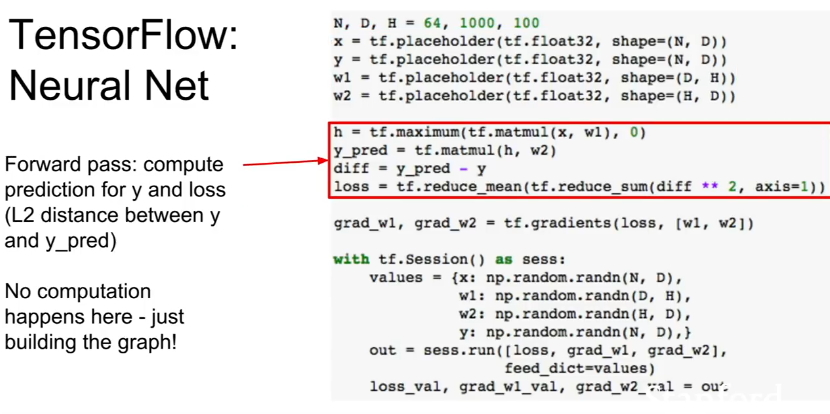 TensorFlow:
Neural Net
Forward pass: compute
prediction for y and loss
(L2 distance between y
and y_pred)
No computation
happens here - just
building the graph!
N, D, H = 64, 1000, 100
x = tf.placeholder(tf.float32, shape=(N, D))
y = tf.placeholder(tf.float32, shape=(N, D))
w1 = tf.placeholder(tf.float32, shape=(D, H))
w2 = tf.placeholder(tf.float32, shape=(H, D))
h = tf.maximum(tf.matmul(x, w1), 0)
y_pred = tf.matmul(h, w2)
diff = y_pred - y
loss = tf.reduce_mean(tf.reduce_sum(diff ** 2, axis=1))
grad_w1, grad_w2 = tf.gradients(loss, [w1, w2])
with tf.Session() as sess:
    values = {x: np.random.randn(N, D),
              w1: np.random.randn(D, H),
              w2: np.random.randn(H, D),
              y: np.random.randn(N, D),}
    out = sess.run([loss, grad_w1, grad_w2],
                   feed_dict=values)
    loss_val, grad_w1_val, grad_w2_val = out
Stanford